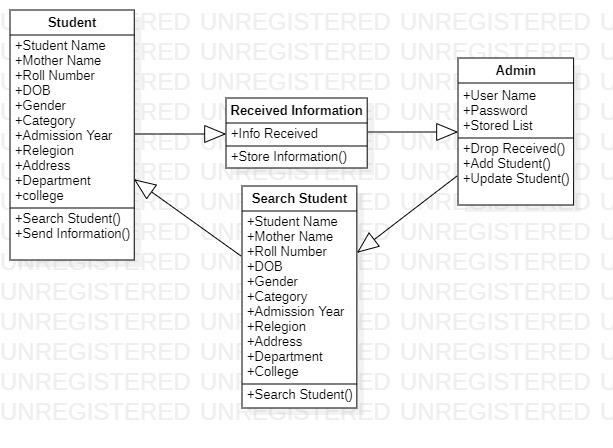 Student
+Student Name
+Mother Name
+Roll Number
+DOB
+Gender
+Category
+Admission Year
+Relegion
+Address
+Department
+college
+Search Student()
+Send Information()
Received Information
+Info Received
+Store Information()
Admin
+User Name
+Password
+Stored List
+Drop Received()
+Add Student()
+Update Student()
Search Student
+Student Name
+Mother Name
+Roll Number
+DOB
+Gender
+Category
+Admission Year
+Relegion
+Address
+Department
+College
+Search Student()
UNREGISTERED UNREGISTERED UNREGISTERED